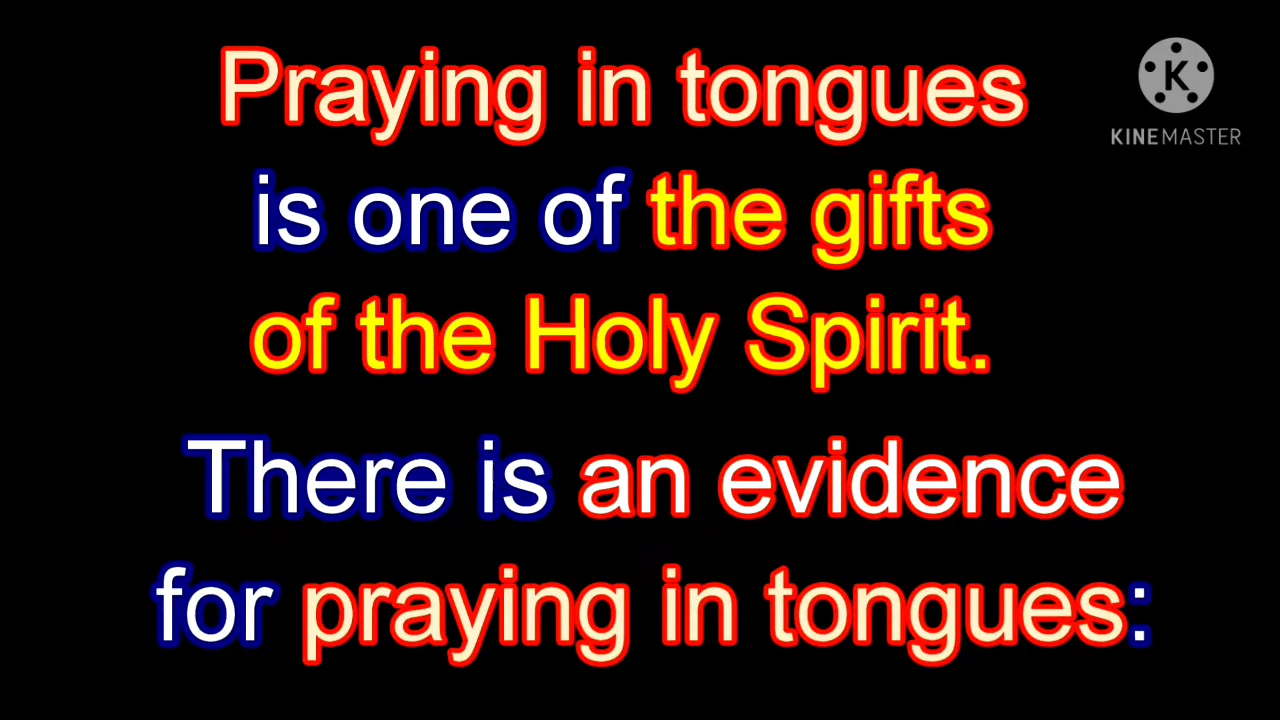 Praying in tongues
K
KINEMASTER
is one of the gifts
of the Holy Spirit.
There is an evidence
for praying in tongues: